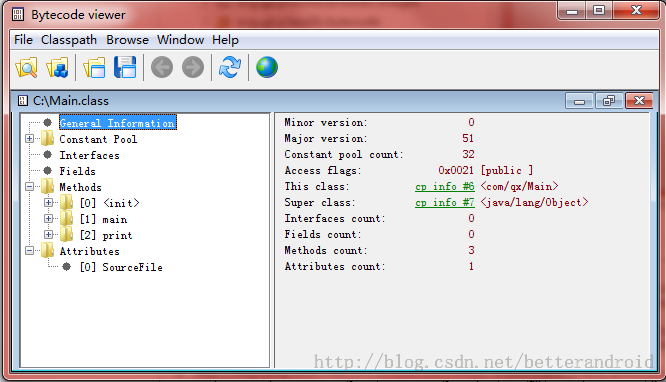 Bytecode viewer
File Classpath Browse Window Help
C:\Main.class
General Information
Constant Pool
Interfaces
Fields
Methods
[0] <init>
[1] main
[2] print
Attributes
[0] SourceFile
Minor version: 0
Major version: 51
Constant pool count: 32
Access flags: 0x0021 [public ]
This class: cp info #6 <com/qx/Main>
Super class: cp info #7 <java/lang/Object>
Interfaces count: 0
Fields count: 0
Methods count: 3
Attributes count: 1
http://blog.csdn.net/betterandroid